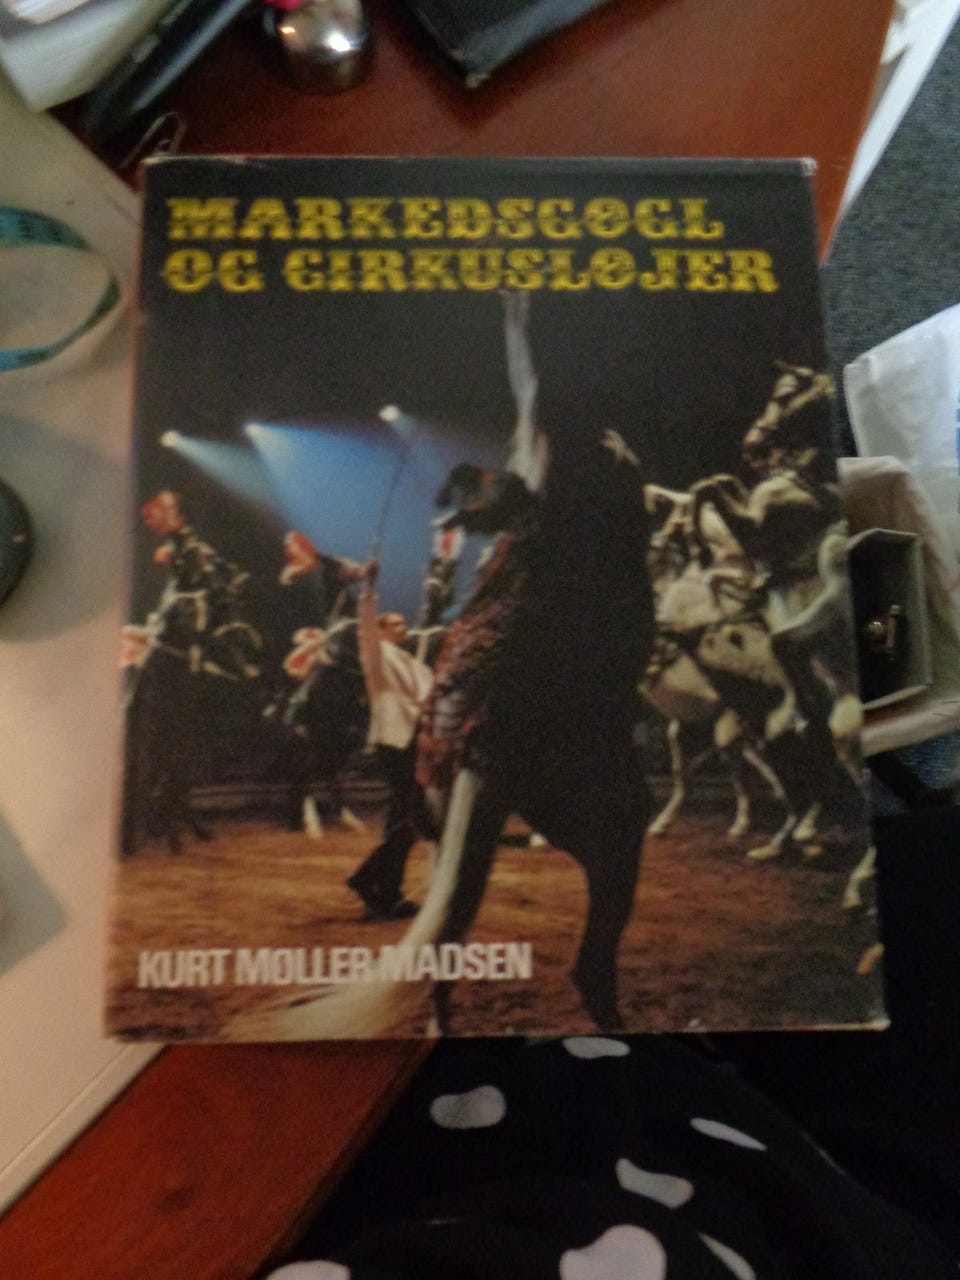 MARKEDSGØGL
OG CIRKUSLØJER
KURT MØLLER MADSEN